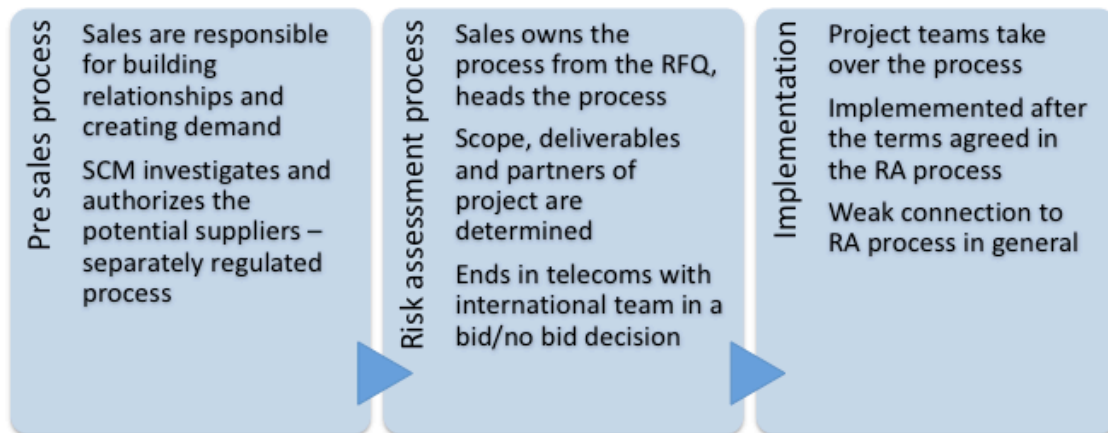 Pre sales process
Sales are responsible
for building
relationships and
creating demand
SCM investigates and
authorizes the
potential suppliers –
separately regulated
process
Risk assessment process
Sales owns the
process from the RFQ,
heads the process
Scope, deliverables
and partners of
project are
determined
Ends in telecoms with
international team in a
bid/no bid decision
Implementation
Project teams take
over the process
Implememented after
the terms agreed in
the RA process
Weak connection to
RA process in general